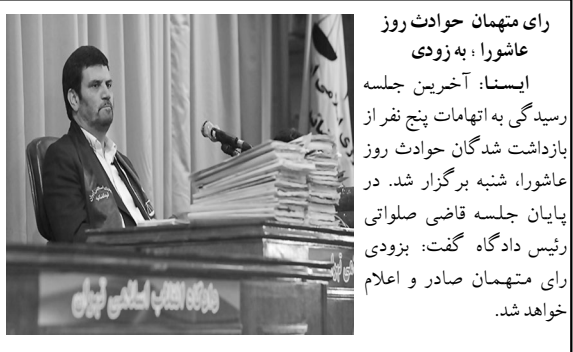 رای متهمان حوادث روز
عاشورا ؛ به زودی
ایسنا: آخرین جلسه
رسیدگی به اتهامات پنج نفر از
بازداشت شدگان حوادث روز
عاشورا، شنبه برگزار شد. در
پایان جلسه قاضی صلواتی
رئیس دادگاه گفت: بزودی
رای متهمان صادر و اعلام
خواهد شد.
دادگاه انقلاب اسلامی تهران